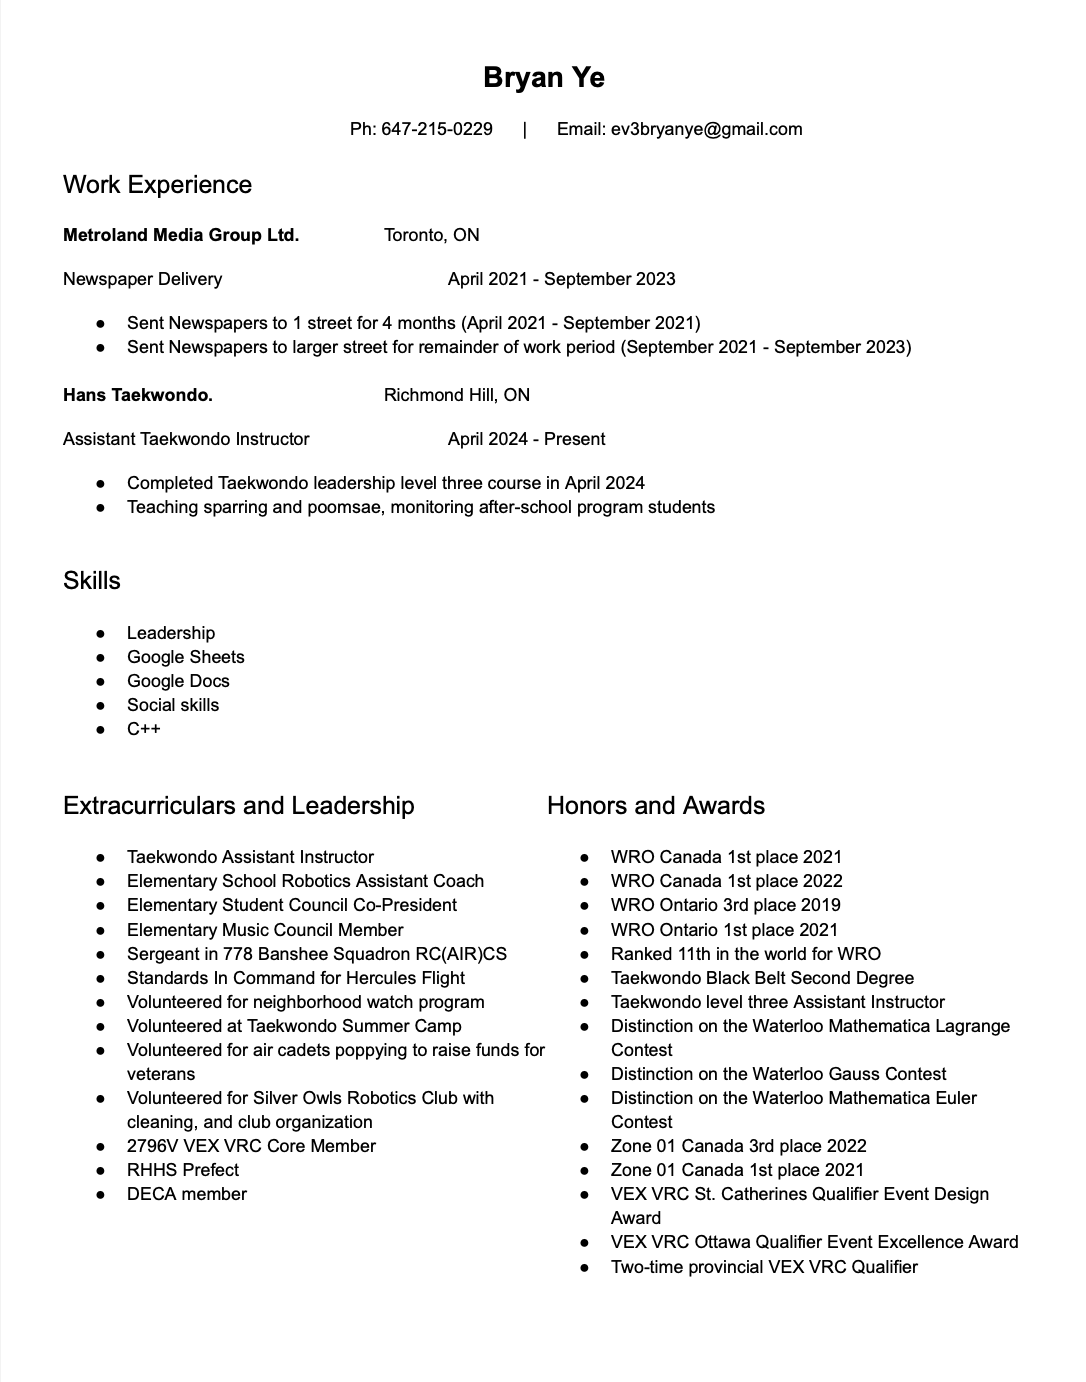 Bryan Ye
Ph: 647-215-0229 | Email: ev3bryanye@gmail.com
Work Experience
Metroland Media Group Ltd. Toronto, ON
Newspaper Delivery April 2021 - September 2023
● Sent Newspapers to 1 street for 4 months (April 2021 - September 2021)
● Sent Newspapers to larger street for remainder of work period (September 2021 - September 2023)
Hans Taekwondo. Richmond Hill, ON
Assistant Taekwondo Instructor April 2024 - Present
● Completed Taekwondo leadership level three course in April 2024
● Teaching sparring and poomsae, monitoring after-school program students
Skills
● Leadership
● Google Sheets
● Google Docs
● Social skills
● C++
Extracurriculars and Leadership
● Taekwondo Assistant Instructor
● Elementary School Robotics Assistant Coach
● Elementary Student Council Co-President
● Elementary Music Council Member
● Sergeant in 778 Banshee Squadron RC(AIR)CS
● Standards In Command for Hercules Flight
● Volunteered for neighborhood watch program
● Volunteered at Taekwondo Summer Camp
● Volunteered for air cadets poppying to raise funds for
veterans
● Volunteered for Silver Owls Robotics Club with
cleaning, and club organization
● 2796V VEX VRC Core Member
● RHHS Prefect
● DECA member
Honors and Awards
● WRO Canada 1st place 2021
● WRO Canada 1st place 2022
● WRO Ontario 3rd place 2019
● WRO Ontario 1st place 2021
● Ranked 11th in the world for WRO
● Taekwondo Black Belt Second Degree
● Taekwondo level three Assistant Instructor
● Distinction on the Waterloo Mathematica Lagrange
Contest
● Distinction on the Waterloo Gauss Contest
● Distinction on the Waterloo Mathematica Euler
Contest
● Zone 01 Canada 3rd place 2022
● Zone 01 Canada 1st place 2021
● VEX VRC St. Catherines Qualifier Event Design
Award
● VEX VRC Ottawa Qualifier Event Excellence Award
● Two-time provincial VEX VRC Qualifier